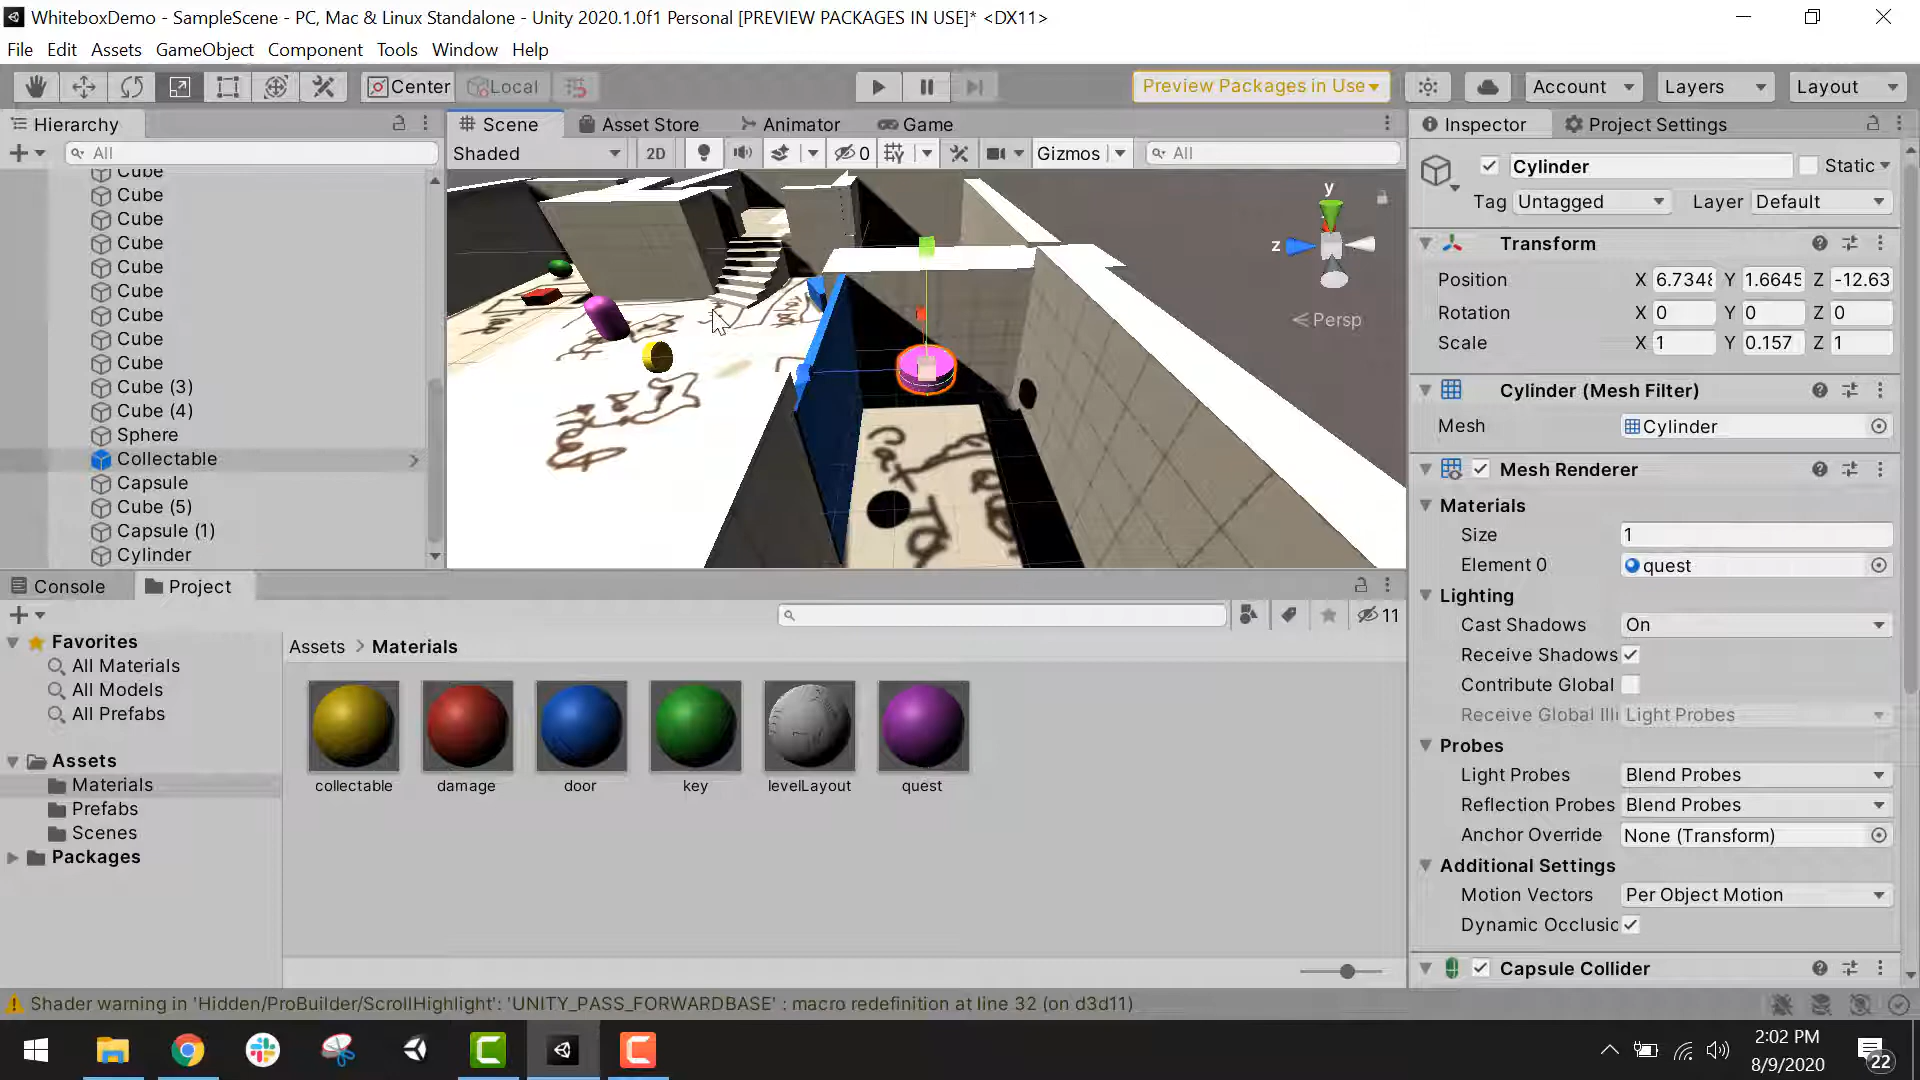 WhiteboxDemo - SampleScene - PC, Mac & Linux Standalone - Unity 2020.1.0f1 Personal [PREVIEW PACKAGES IN USE]* <DX11>
File Edit Assets GameObject Component Tools Window Help
Center Local Preview Packages in Use Account Layers Layout
Hierarchy
All
Cube
Cube
Cube
Cube
Cube
Cube
Cube
Cube
Cube
Cube (3)
Cube (4)
Sphere
Collectable
Capsule
Cube (5)
Capsule (1)
Cylinder
Scene Asset Store Animator Game
Shaded 2D 0 Gizmos All
y
z
Persp
Cat
To
Inspector Project Settings
Cylinder Static
Tag Untagged Layer Default
Transform
Position X 6.7348 Y 1.6645 Z -12.63
Rotation X 0 Y 0 Z 0
Scale X 1 Y 0.157 Z 1
Cylinder (Mesh Filter)
Mesh Cylinder
Mesh Renderer
Materials
Size 1
Element 0 quest
Lighting
Cast Shadows On
Receive Shadows
Contribute Global
Receive Global Illi Light Probes
Probes
Light Probes Blend Probes
Reflection Probes Blend Probes
Anchor Override None (Transform)
Additional Settings
Motion Vectors Per Object Motion
Dynamic Occlusic
Capsule Collider
Console Project
11
Favorites
All Materials
All Models
All Prefabs
Assets
Materials
Prefabs
Scenes
Packages
Assets > Materials
collectable damage door key levelLayout quest
Shader warning in 'Hidden/ProBuilder/ScrollHighlight': 'UNITY_PASS_FORWARDBASE' : macro redefinition at line 32 (on d3d11)
2:02 PM
8/9/2020
22